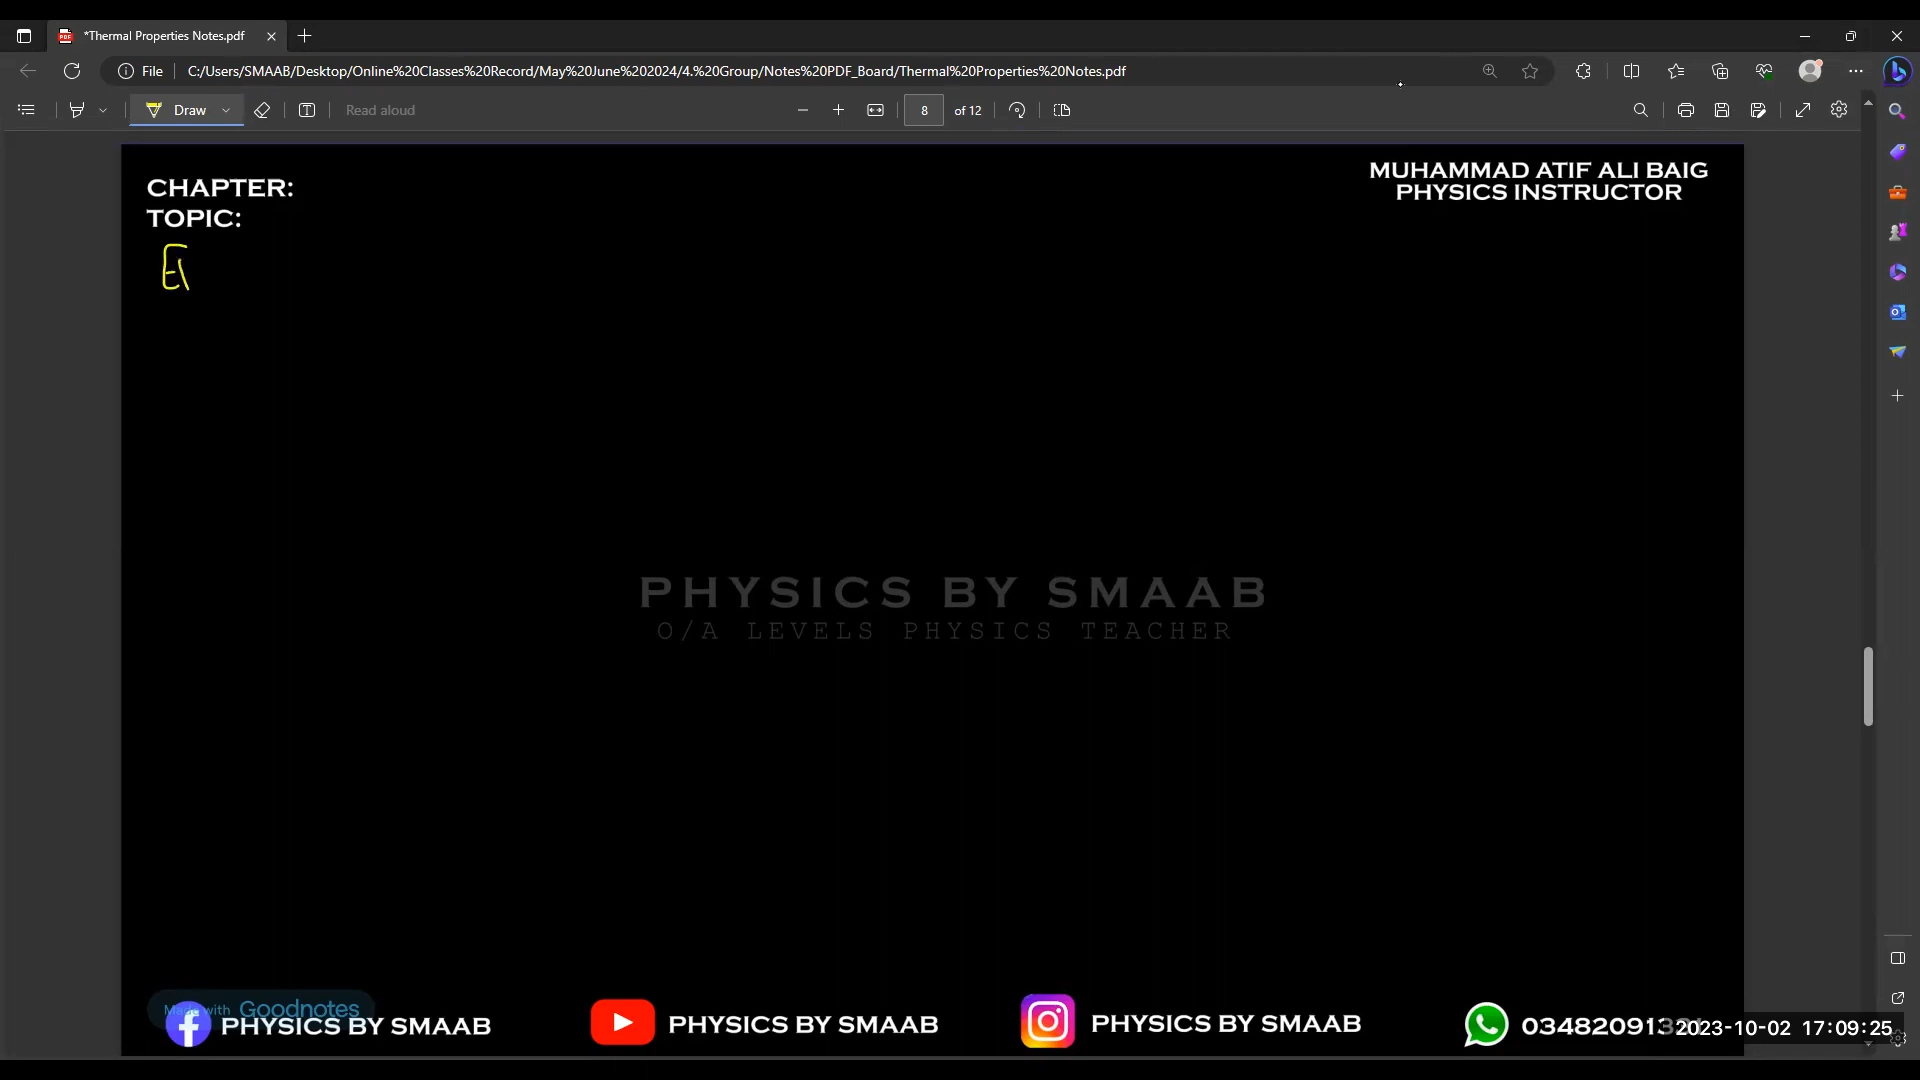 *Thermal Properties Notes.pdf
File C:/Users/SMAAB/Desktop/Online%20Classes%20Record/May%20June%202024/4.%20Group/Notes%20PDF_Board/Thermal%20Properties%20Notes.pdf
Draw Read aloud 8 of 12
CHAPTER:
TOPIC:
MUHAMMAD ATIF ALI BAIG
PHYSICS INSTRUCTOR
PHYSICS BY SMAAB
O/A LEVELS PHYSICS TEACHER
Made with Goodnotes
PHYSICS BY SMAAB
PHYSICS BY SMAAB
PHYSICS BY SMAAB
2023-10-02 17:09:25